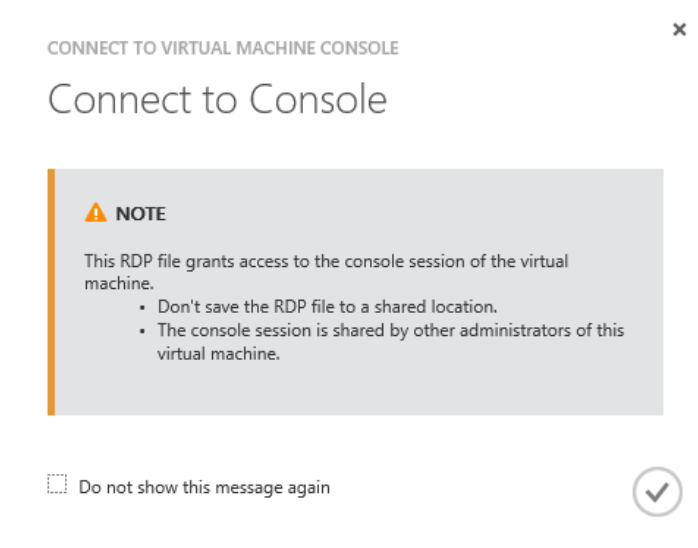 CONNECT TO VIRTUAL MACHINE CONSOLE
Connect to Console
NOTE
This RDP file grants access to the console session of the virtual
machine.
• Don't save the RDP file to a shared location.
• The console session is shared by other administrators of this
virtual machine.
Do not show this message again